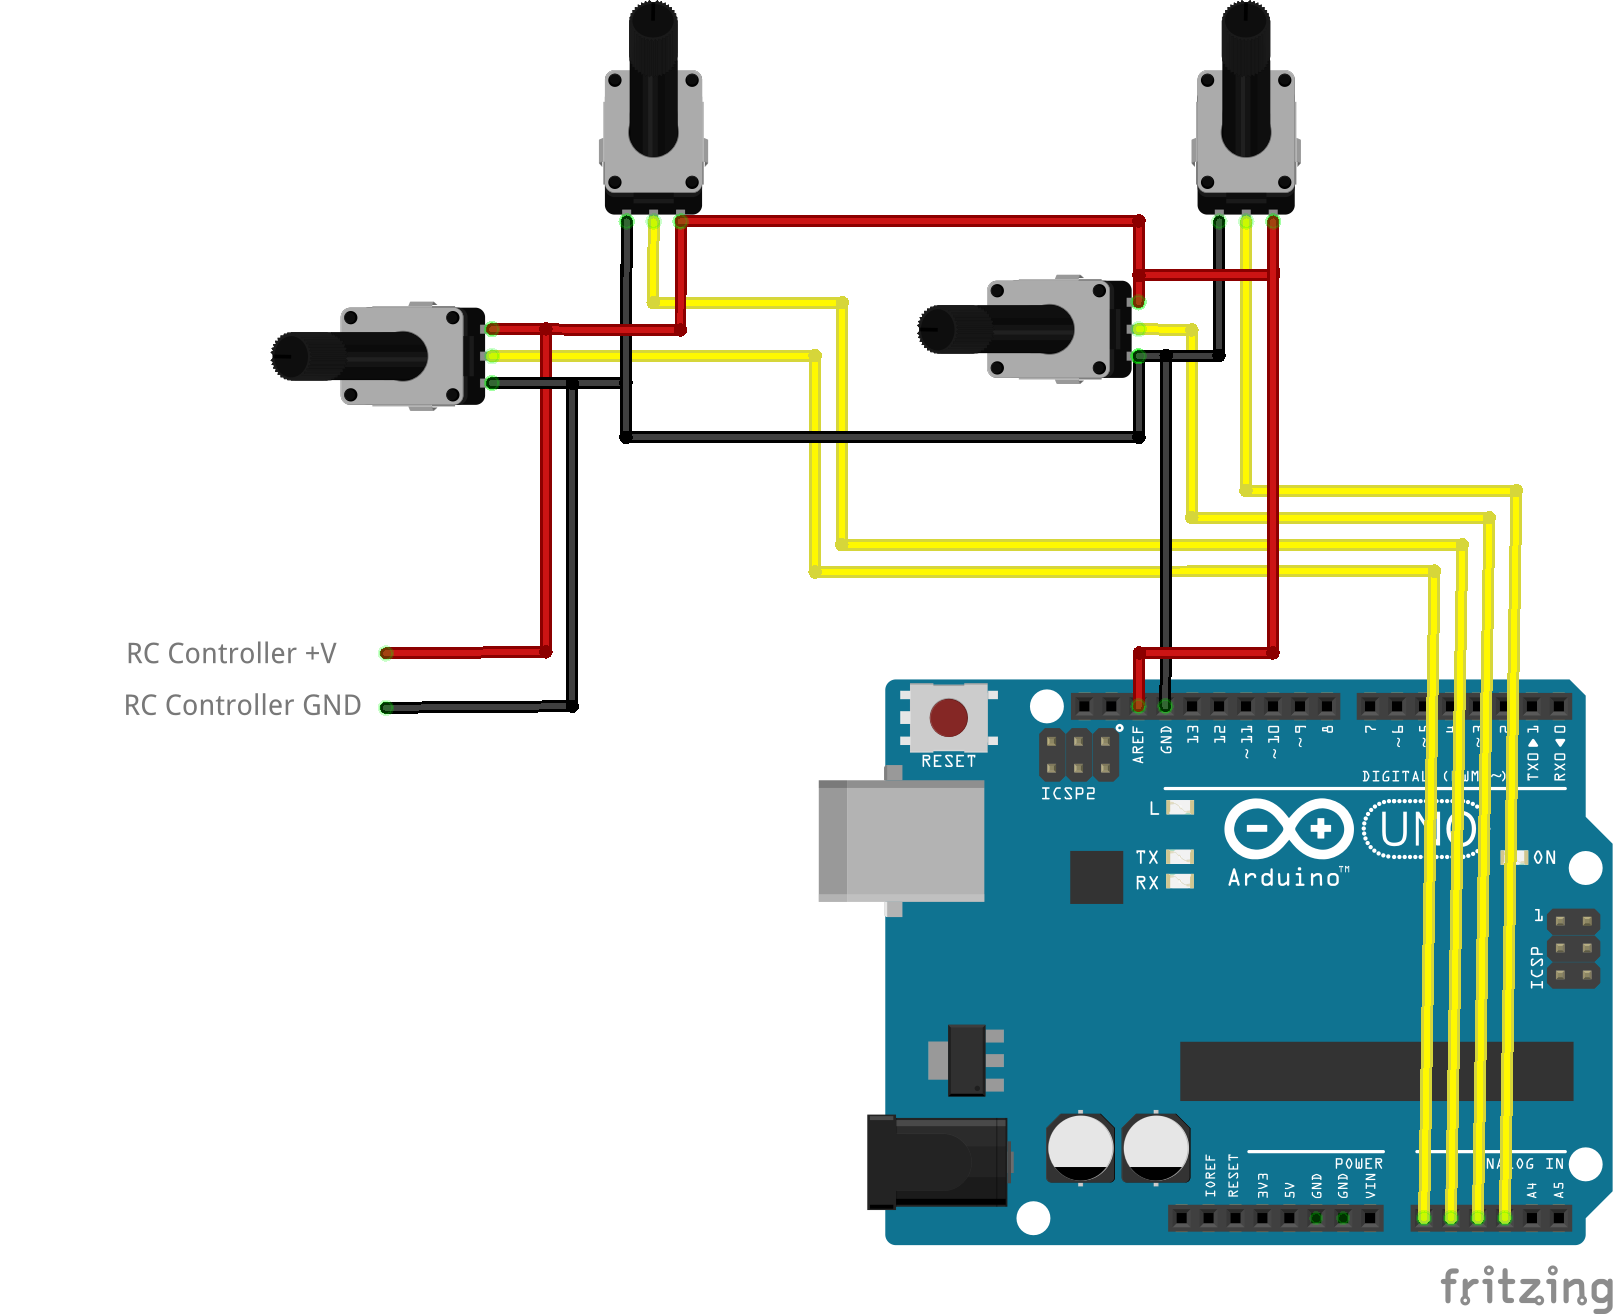 RC Controller +V
RC Controller GND
RESET
ICSP2
AREF
GND
13
12
~11
~10
~9
8
7
~6
~5
4
~3
2
TX0▶1
RX0◀0
DIGITAL (PWM ~)
L
TX
RX
Arduino™
UNO
ON
1
ICSP
IOREF
RESET
3V3
5V
GND
GND
VIN
POWER
ANALOG IN
A4
A5
fritzing